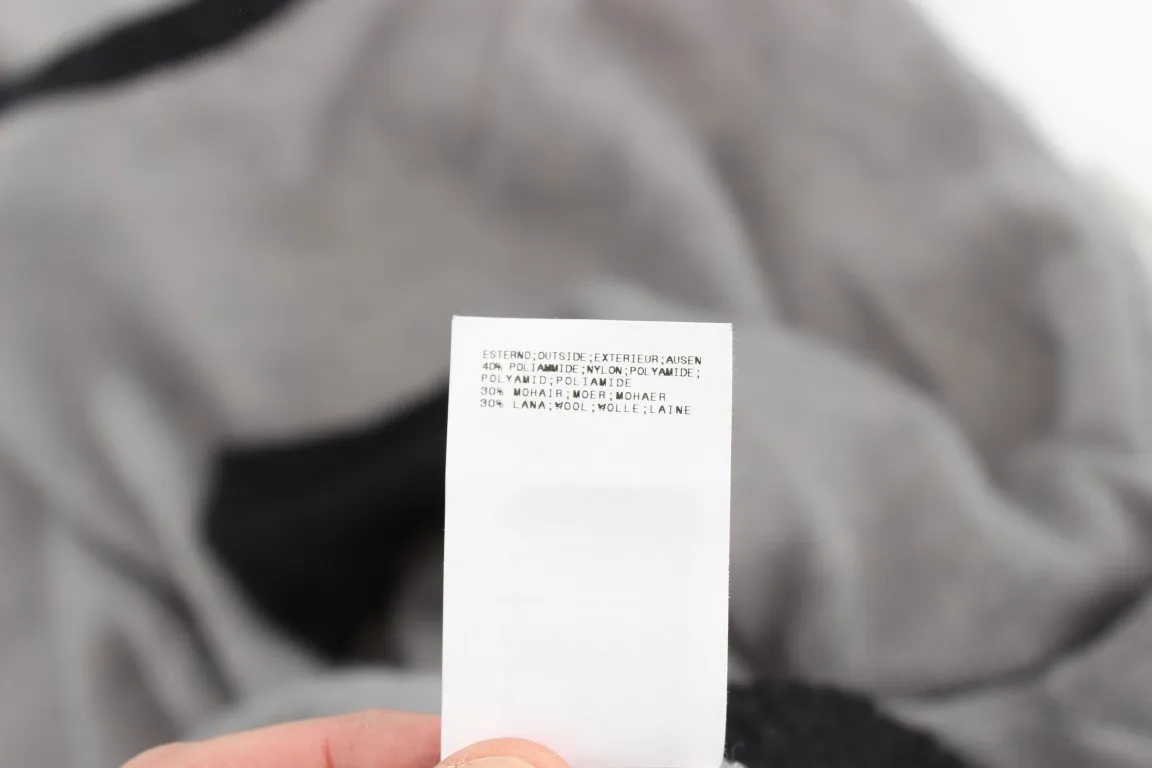 ESTERNO;OUTSIDE;EXTERIEUR;AUSEN
40% POLIAMMIDE;NYLON;POLYAMIDE;
POLYAMID;POLIAMIDE
30% MOHAIR;MOER;MOHAER
30% LANA;WOOL;WOLLE;LAINE